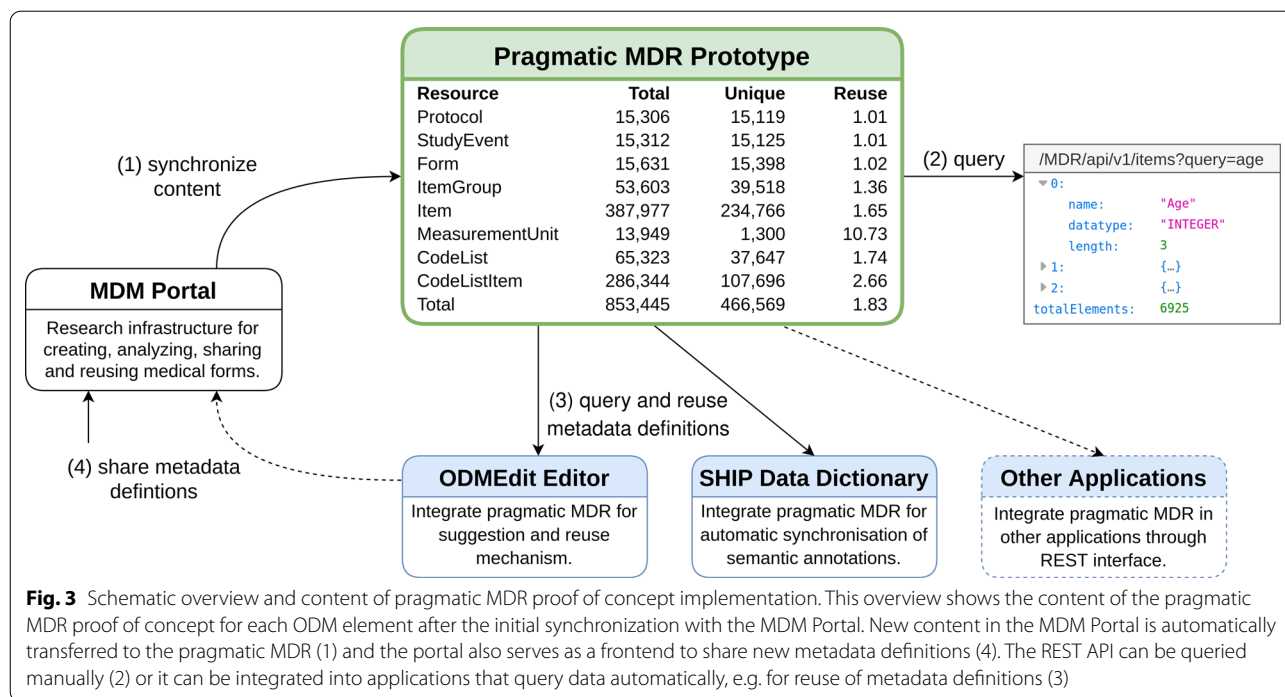 Pragmatic MDR Prototype
Resource Total Unique Reuse
Protocol 15,306 15,119 1.01
StudyEvent 15,312 15,125 1.01
Form 15,631 15,398 1.02
ItemGroup 53,603 39,518 1.36
Item 387,977 234,766 1.65
MeasurementUnit 13,949 1,300 10.73
CodeList 65,323 37,647 1.74
CodeListItem 286,344 107,696 2.66
Total 853,445 466,569 1.83
(1) synchronize
content
(2) query
/MDR/api/v1/items?query=age
0:
name: "Age"
datatype: "INTEGER"
length: 3
1: {…}
2: {…}
totalElements: 6925
MDM Portal
Research infrastructure for
creating, analyzing, sharing
and reusing medical forms.
(3) query and reuse
metadata definitions
(4) share metadata
defintions
ODMEdit Editor
Integrate pragmatic MDR for
suggestion and reuse
mechanism.
SHIP Data Dictionary
Integrate pragmatic MDR for
automatic synchronisation of
semantic annotations.
Other Applications
Integrate pragmatic MDR in
other applications through
REST interface.
Fig. 3 Schematic overview and content of pragmatic MDR proof of concept implementation. This overview shows the content of the pragmatic
MDR proof of concept for each ODM element after the initial synchronization with the MDM Portal. New content in the MDM Portal is automatically
transferred to the pragmatic MDR (1) and the portal also serves as a frontend to share new metadata definitions (4). The REST API can be queried
manually (2) or it can be integrated into applications that query data automatically, e.g. for reuse of metadata definitions (3)